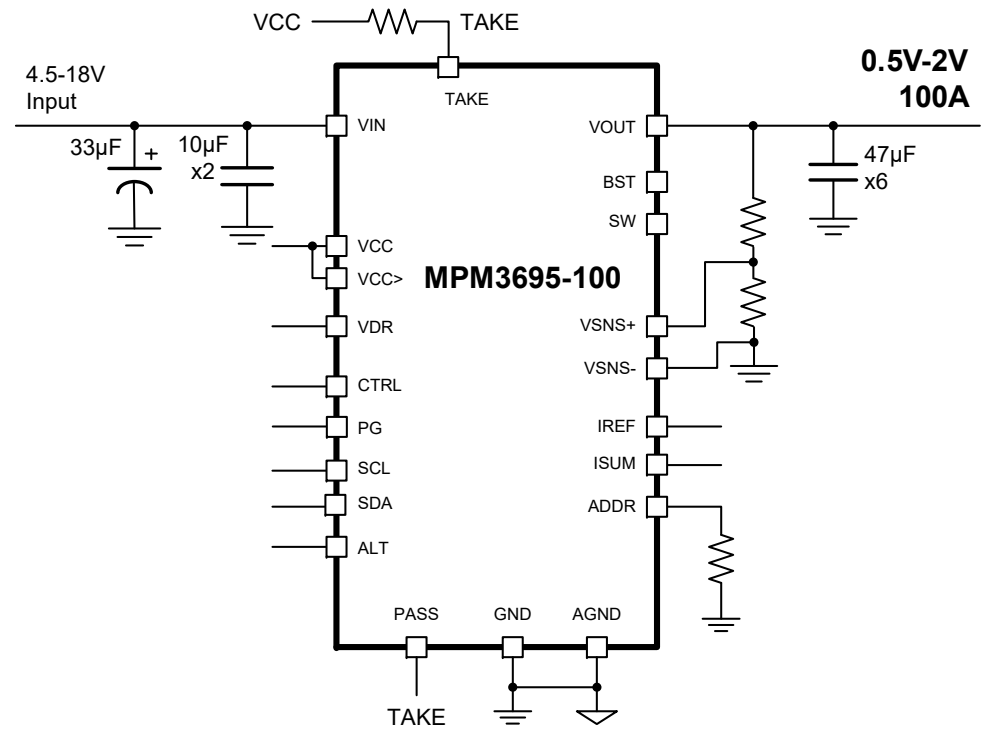 VCC
TAKE
4.5-18V
Input
0.5V-2V
100A
TAKE
VIN
VOUT
33µF
+
10µF
x2
47µF
x6
BST
SW
VCC
VCC>
MPM3695-100
VDR
VSNS+
VSNS-
CTRL
PG
IREF
SCL
ISUM
SDA
ADDR
ALT
PASS
GND
AGND
TAKE